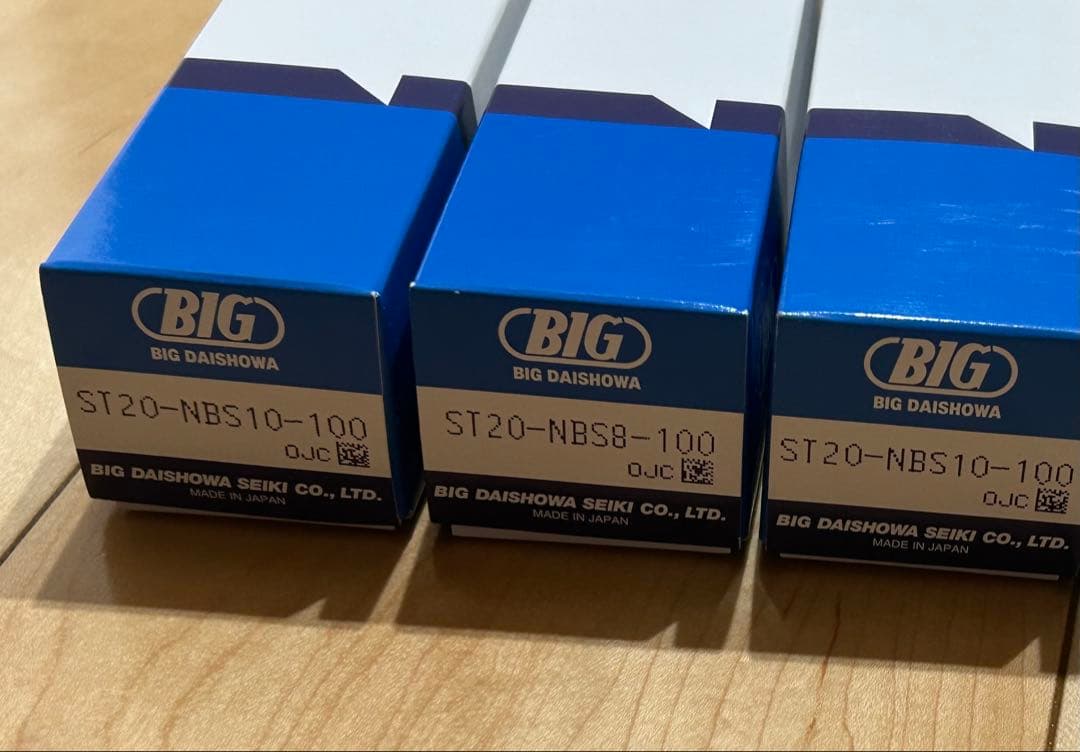 BIG
BIG DAISHOWA
ST20-NBS10-100
OJC
BIG DAISHOWA SEIKI CO., LTD.
MADE IN JAPAN
BIG
BIG DAISHOWA
ST20-NBS8-100
OJC
BIG DAISHOWA SEIKI CO., LTD.
MADE IN JAPAN
BIG
BIG DAISHOWA
ST20-NBS10-100
OJC
BIG DAISHOWA SEIKI CO., LTD.
MADE IN JAPAN